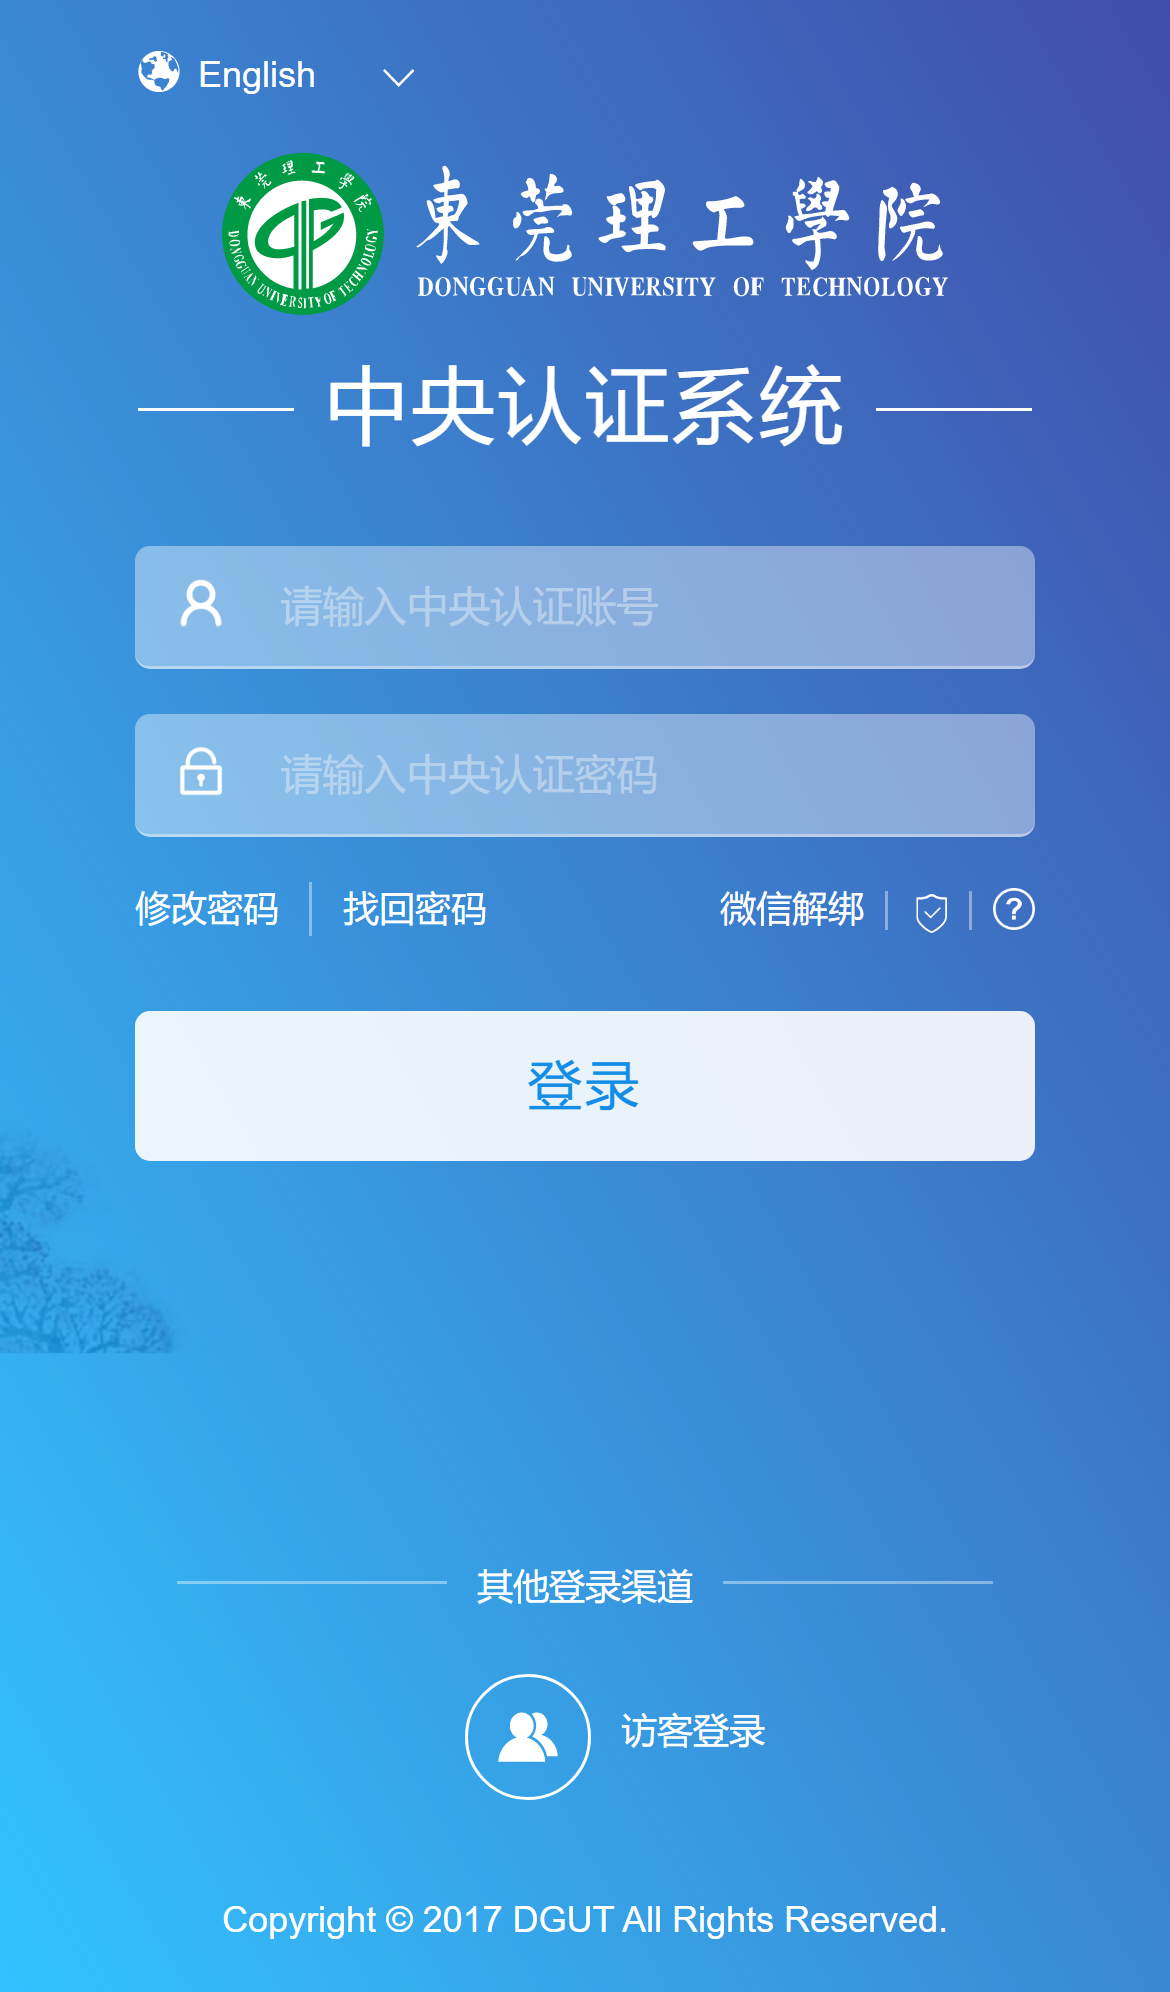 English
東莞理工學院
DONGGUAN UNIVERSITY OF TECHNOLOGY
東莞理工學院
DONGGUAN UNIVERSITY OF TECHNOLOGY
中央认证系统
请输入中央认证账号
请输入中央认证密码
修改密码 找回密码 微信解绑 ?
登录
其他登录渠道
访客登录
Copyright © 2017 DGUT All Rights Reserved.